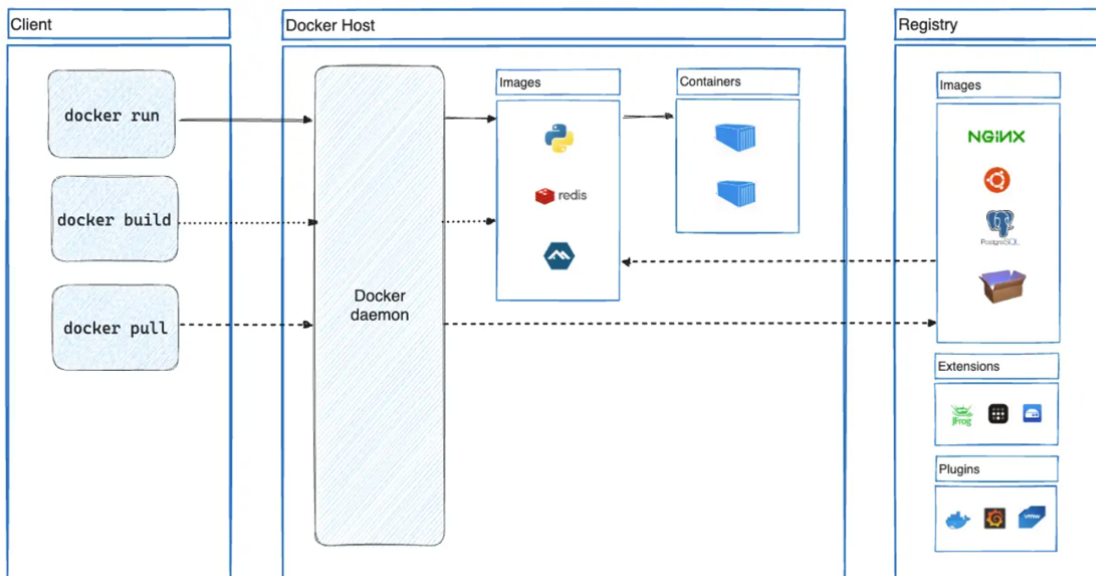 Client
docker run
docker build
docker pull
Docker Host
Docker
daemon
Images
redis
Containers
Registry
Images
NGINX
PostgreSQL
Extensions
JFrog
Plugins